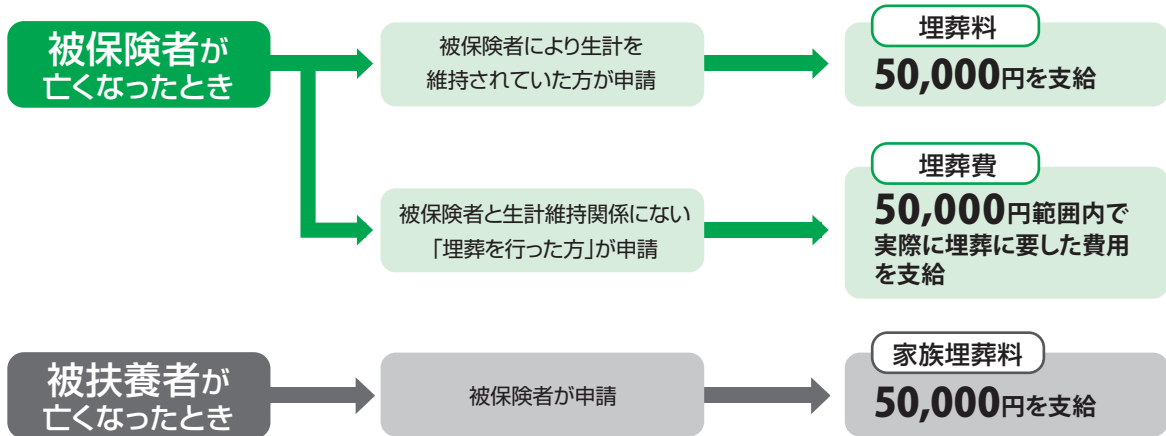 被保険者が
亡くなったとき
被保険者により生計を
維持されていた方が申請
埋葬料
50,000円を支給
被保険者と生計維持関係にない
「埋葬を行った方」が申請
埋葬費
50,000円範囲内で
実際に埋葬に要した費用
を支給
被扶養者が
亡くなったとき
被保険者が申請
家族埋葬料
50,000円を支給